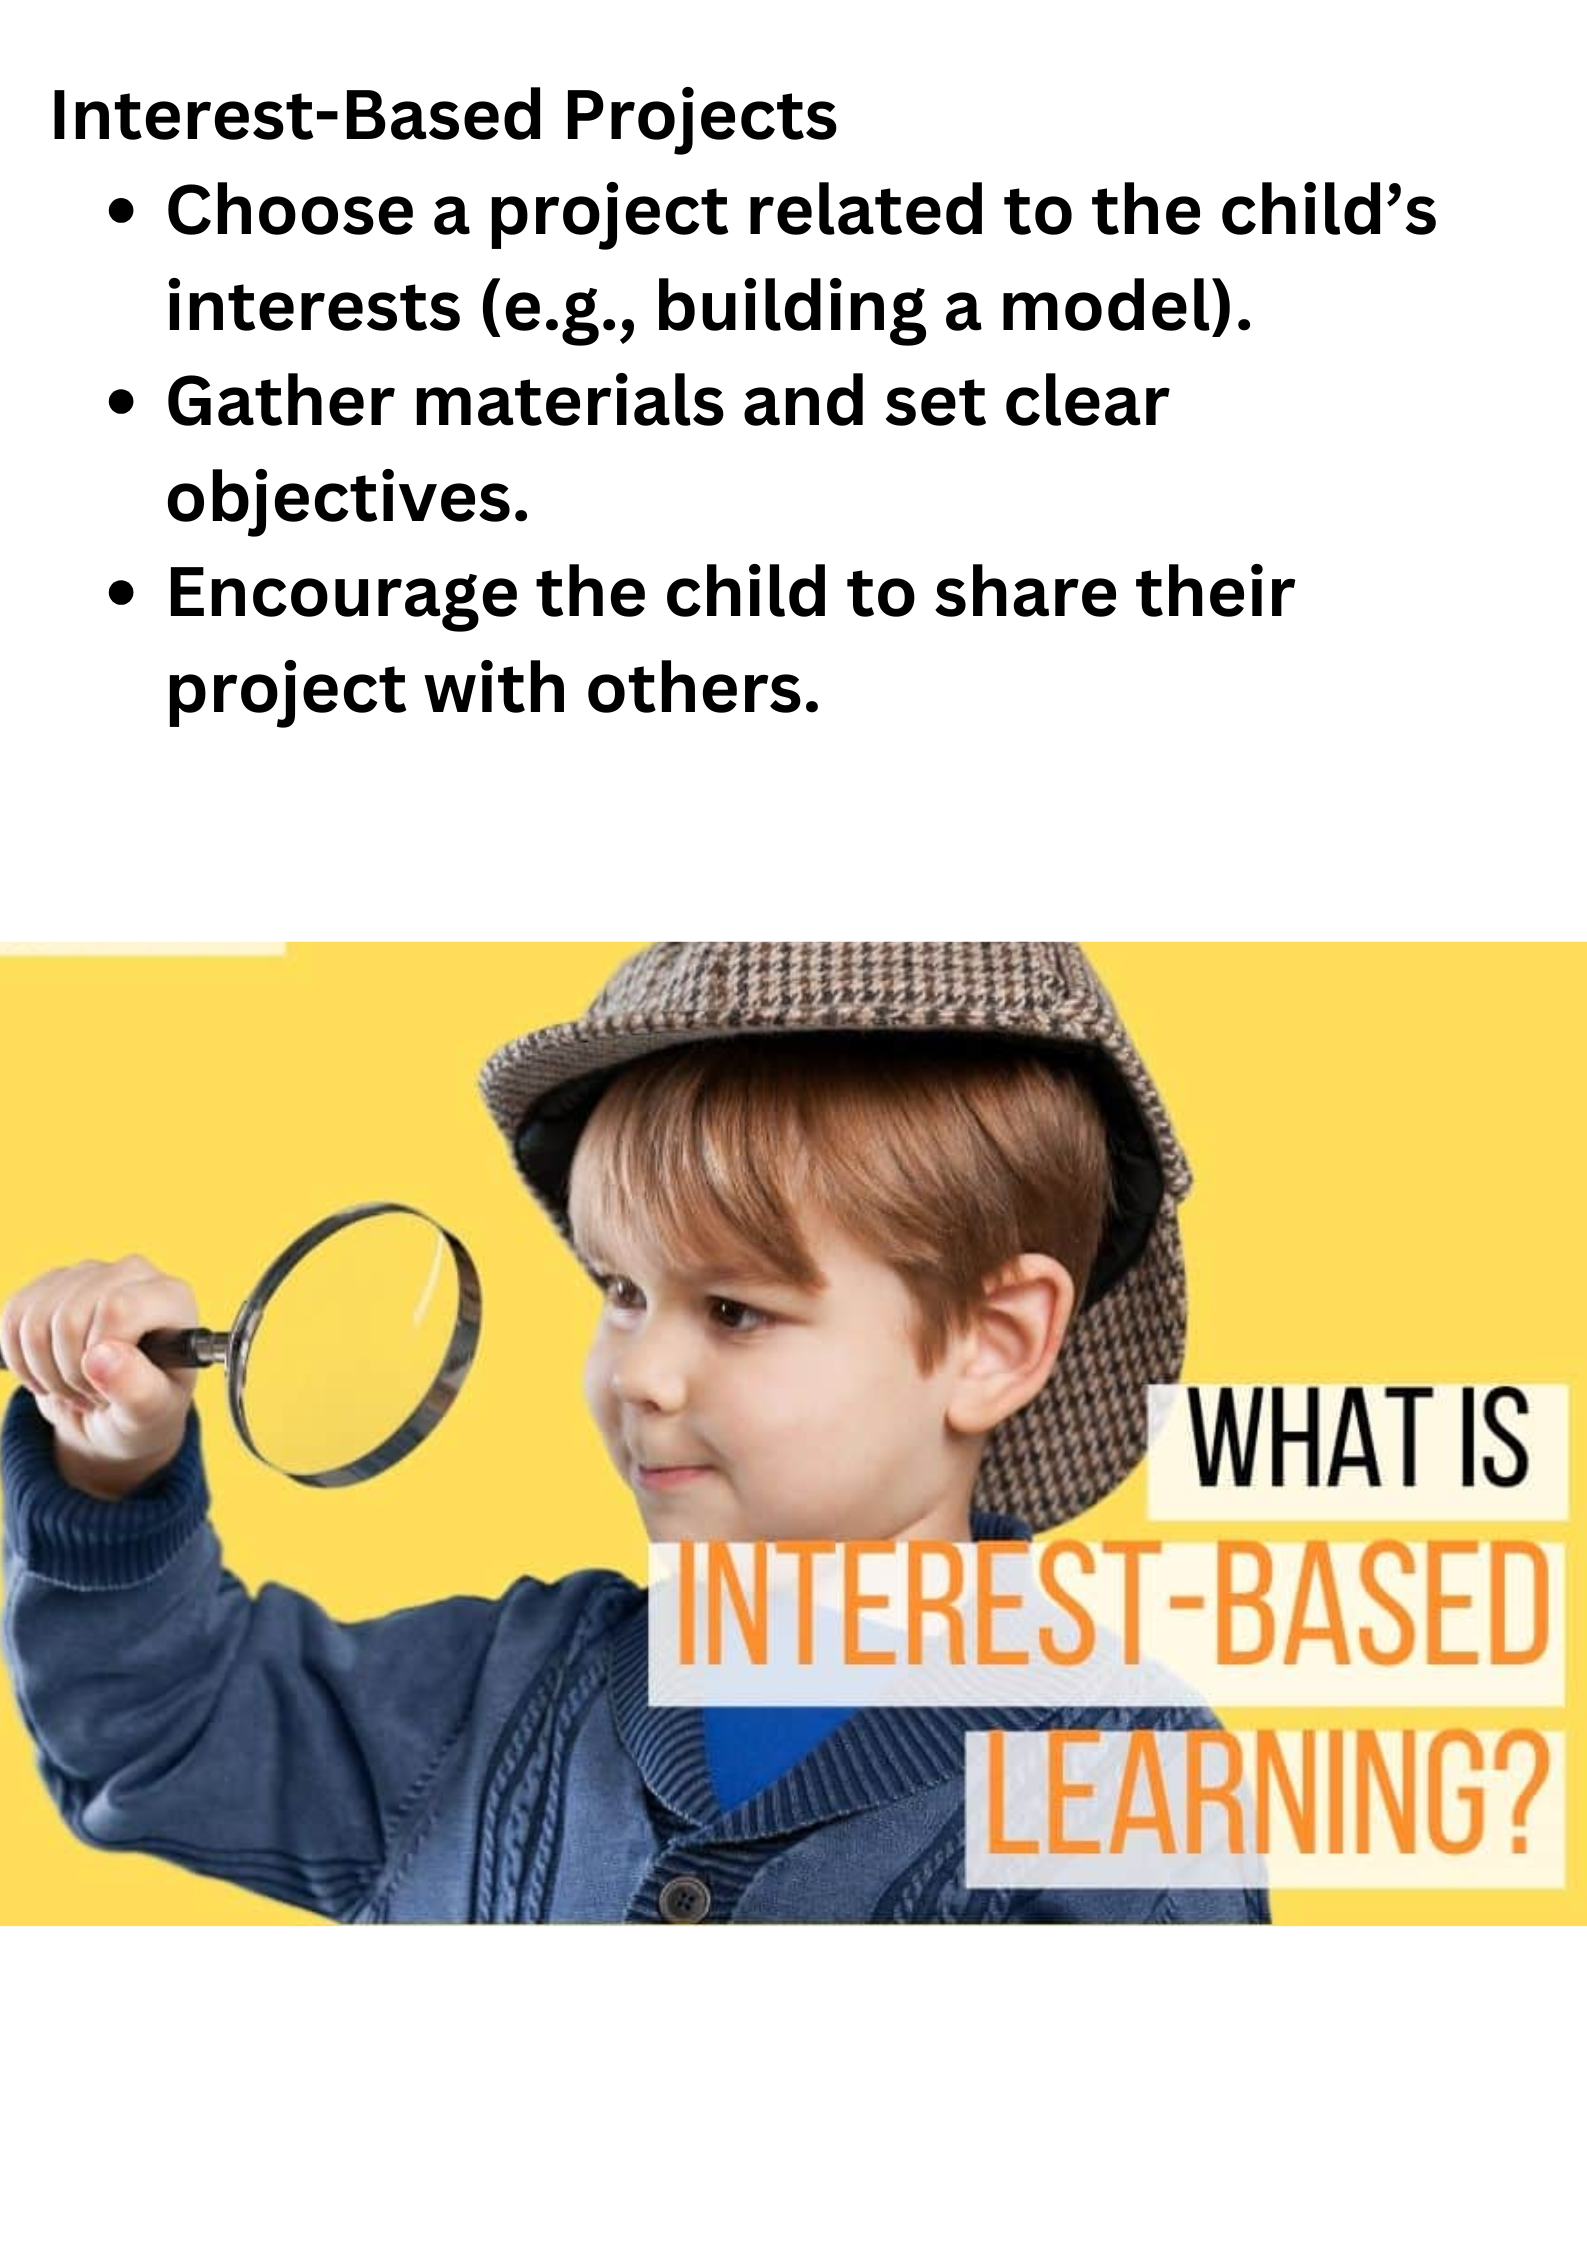 Interest-Based Projects
• Choose a project related to the child’s
interests (e.g., building a model).
• Gather materials and set clear
objectives.
• Encourage the child to share their
project with others.
WHAT IS
INTEREST-BASED
LEARNING?